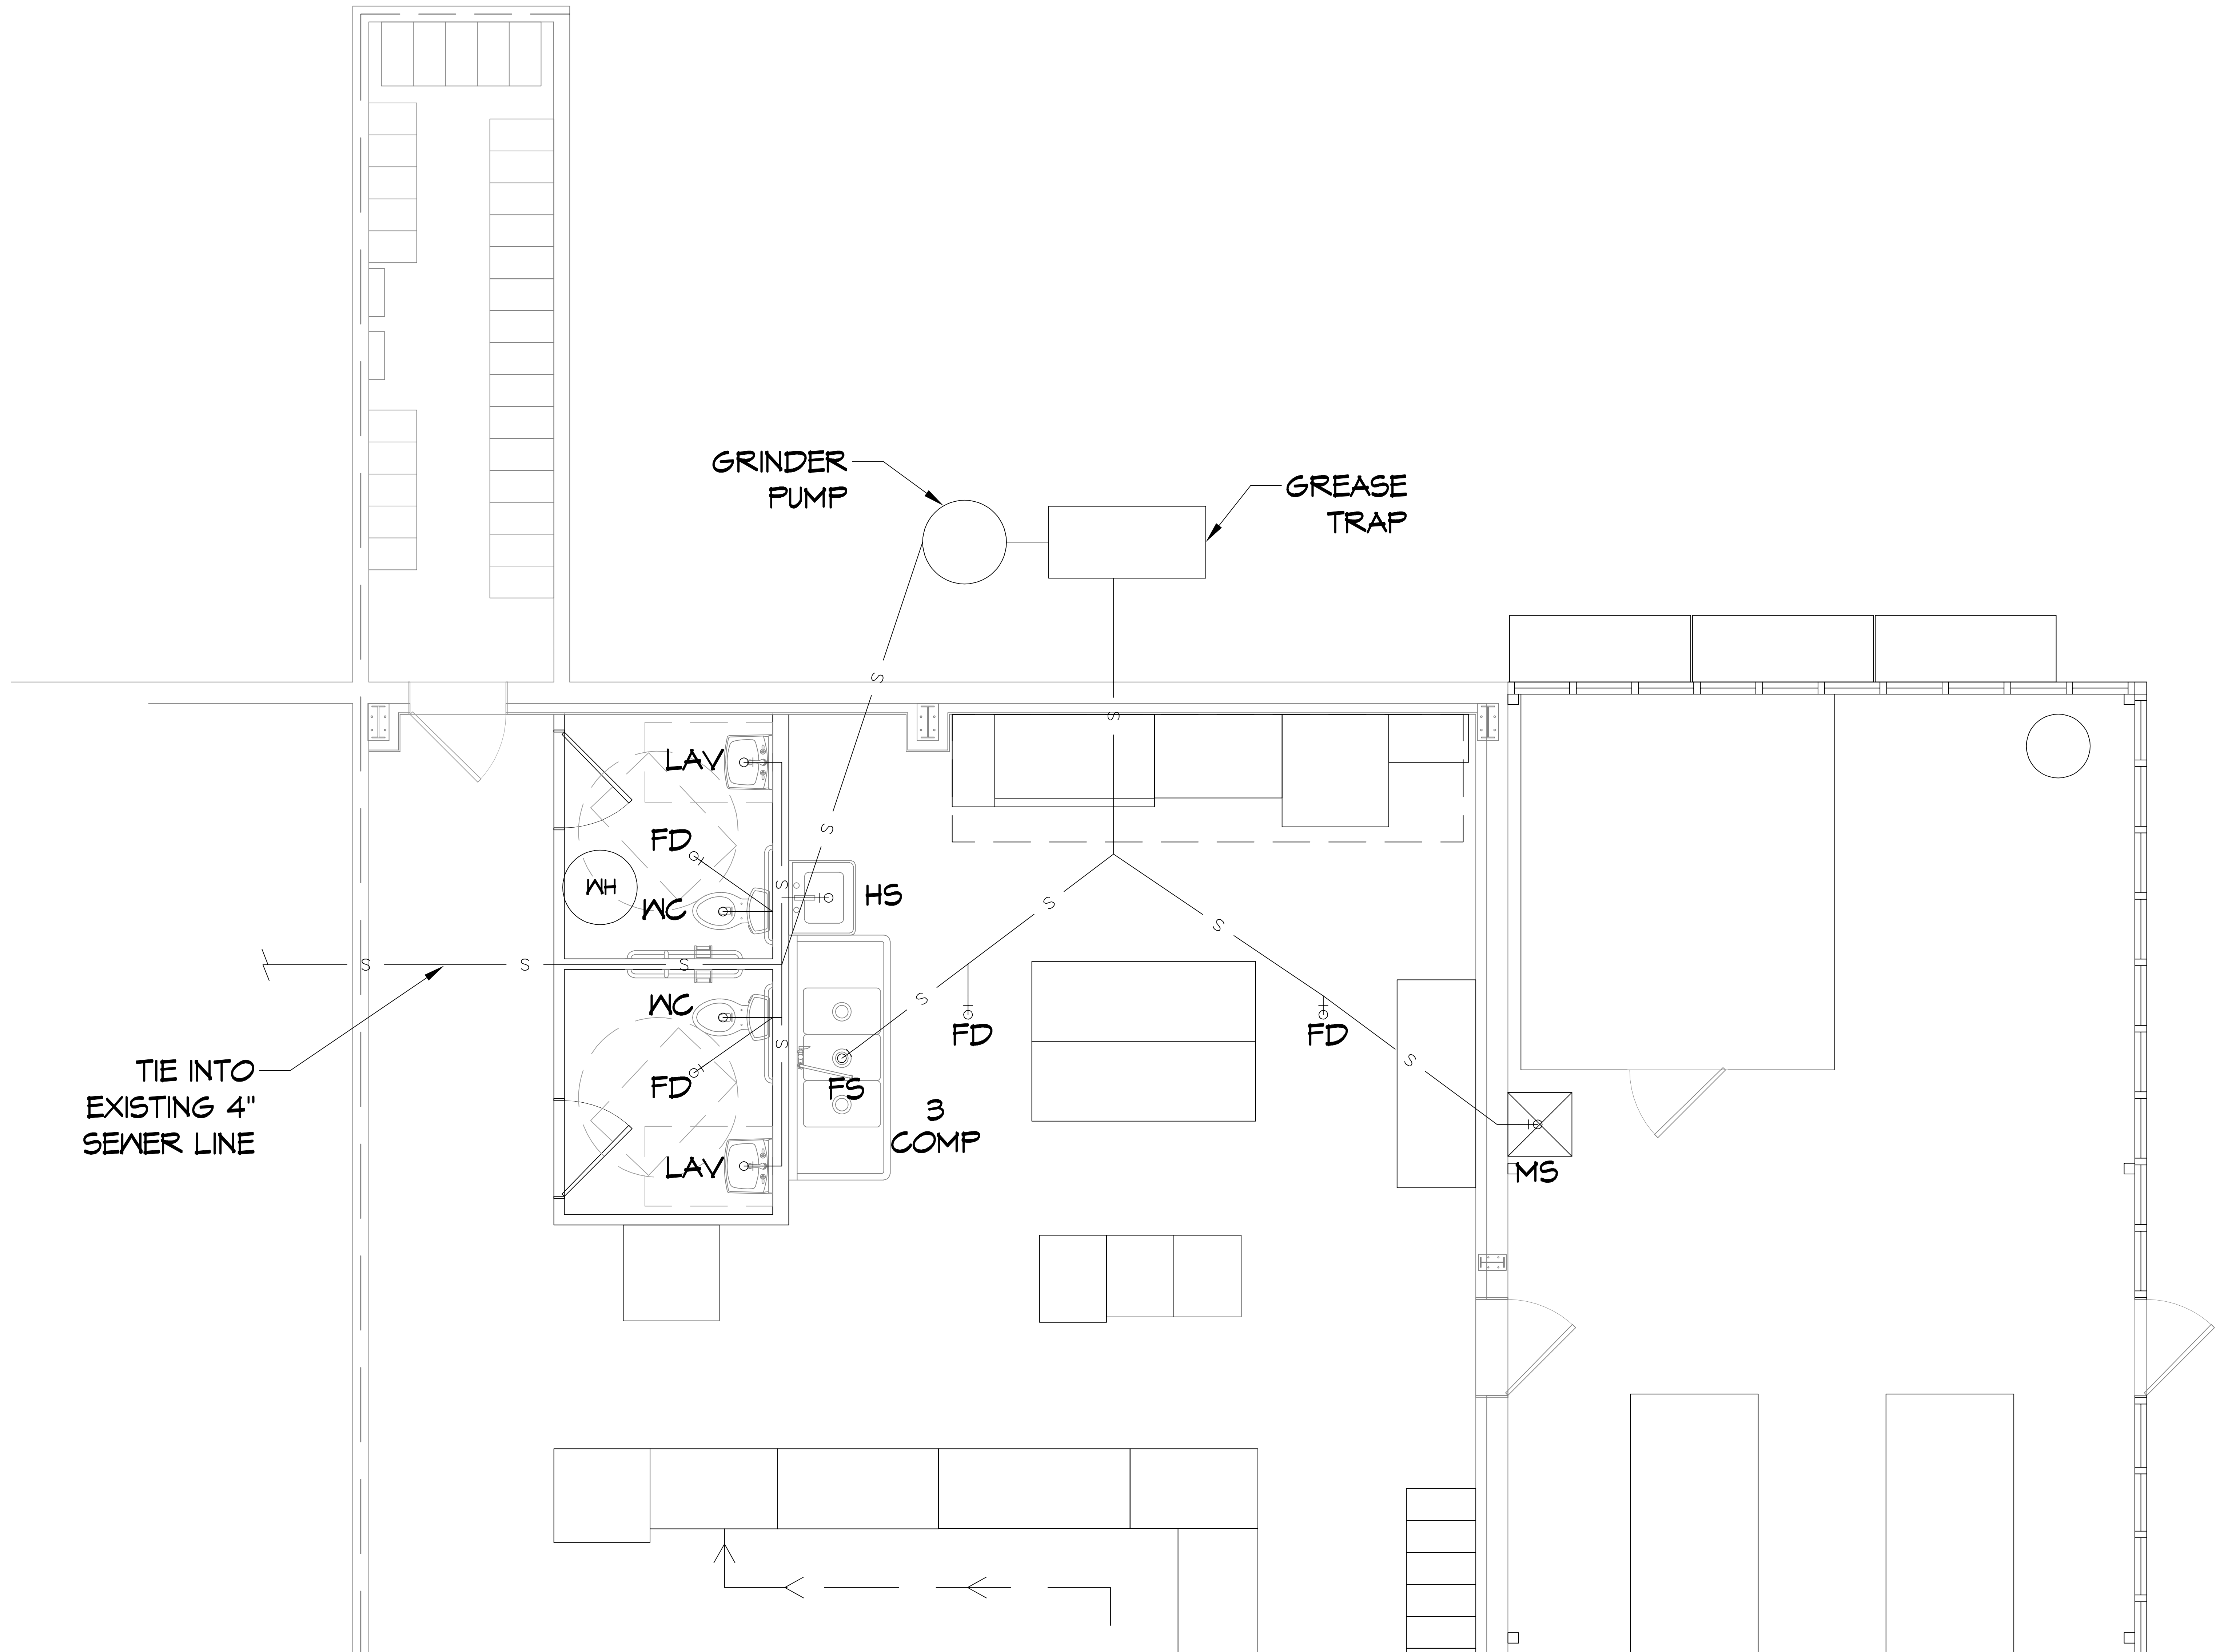 GRINDER
PUMP
GREASE
TRAP
S
S
LAV
FD
S
WH
WC
S
HS
S
S
S
S
S
S
WC
S
FD
FD
S
S
FD
TIE INTO
EXISTING 4"
SEWER LINE
FS
3
COMP
LAV
MS